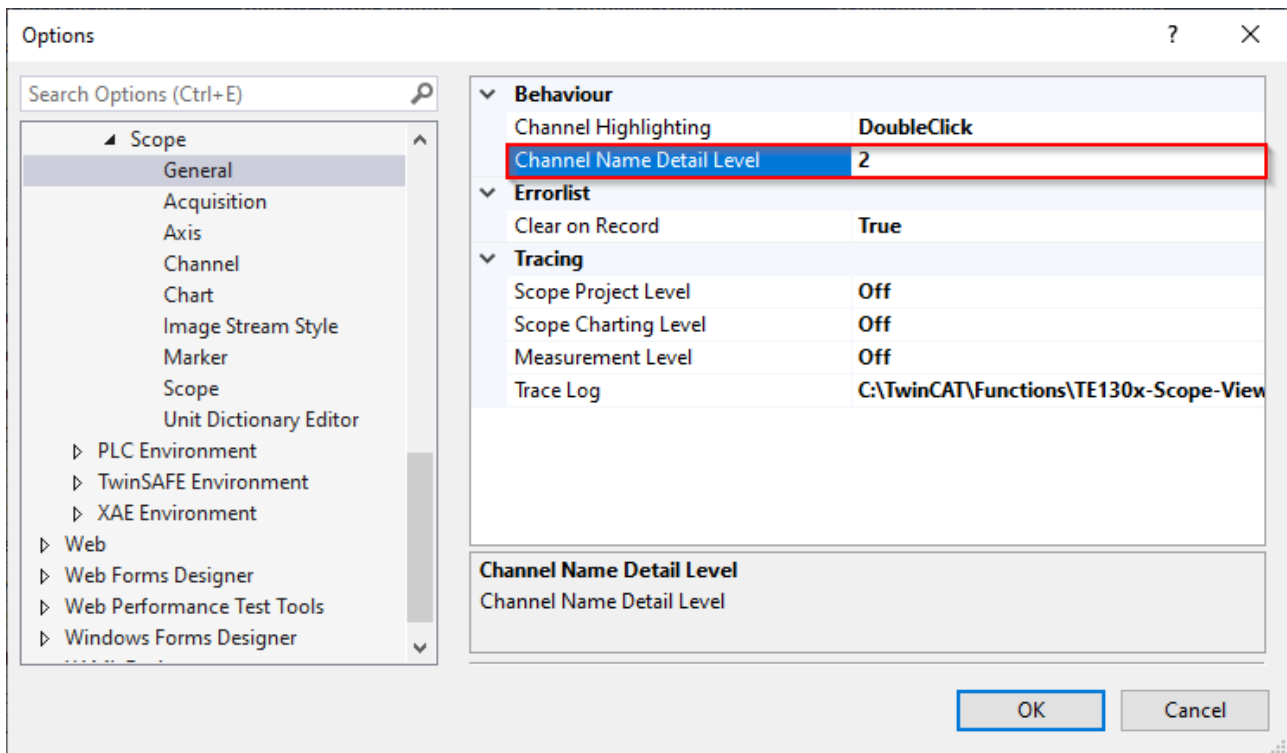 Options
?
Search Options (Ctrl+E)
Scope
General
Acquisition
Axis
Channel
Chart
Image Stream Style
Marker
Scope
Unit Dictionary Editor
PLC Environment
TwinSAFE Environment
XAE Environment
Web
Web Forms Designer
Web Performance Test Tools
Windows Forms Designer
Behaviour
Channel Highlighting DoubleClick
Channel Name Detail Level 2
Errorlist
Clear on Record True
Tracing
Scope Project Level Off
Scope Charting Level Off
Measurement Level Off
Trace Log C:\TwinCAT\Functions\TE130x-Scope-View
Channel Name Detail Level
Channel Name Detail Level
OK Cancel